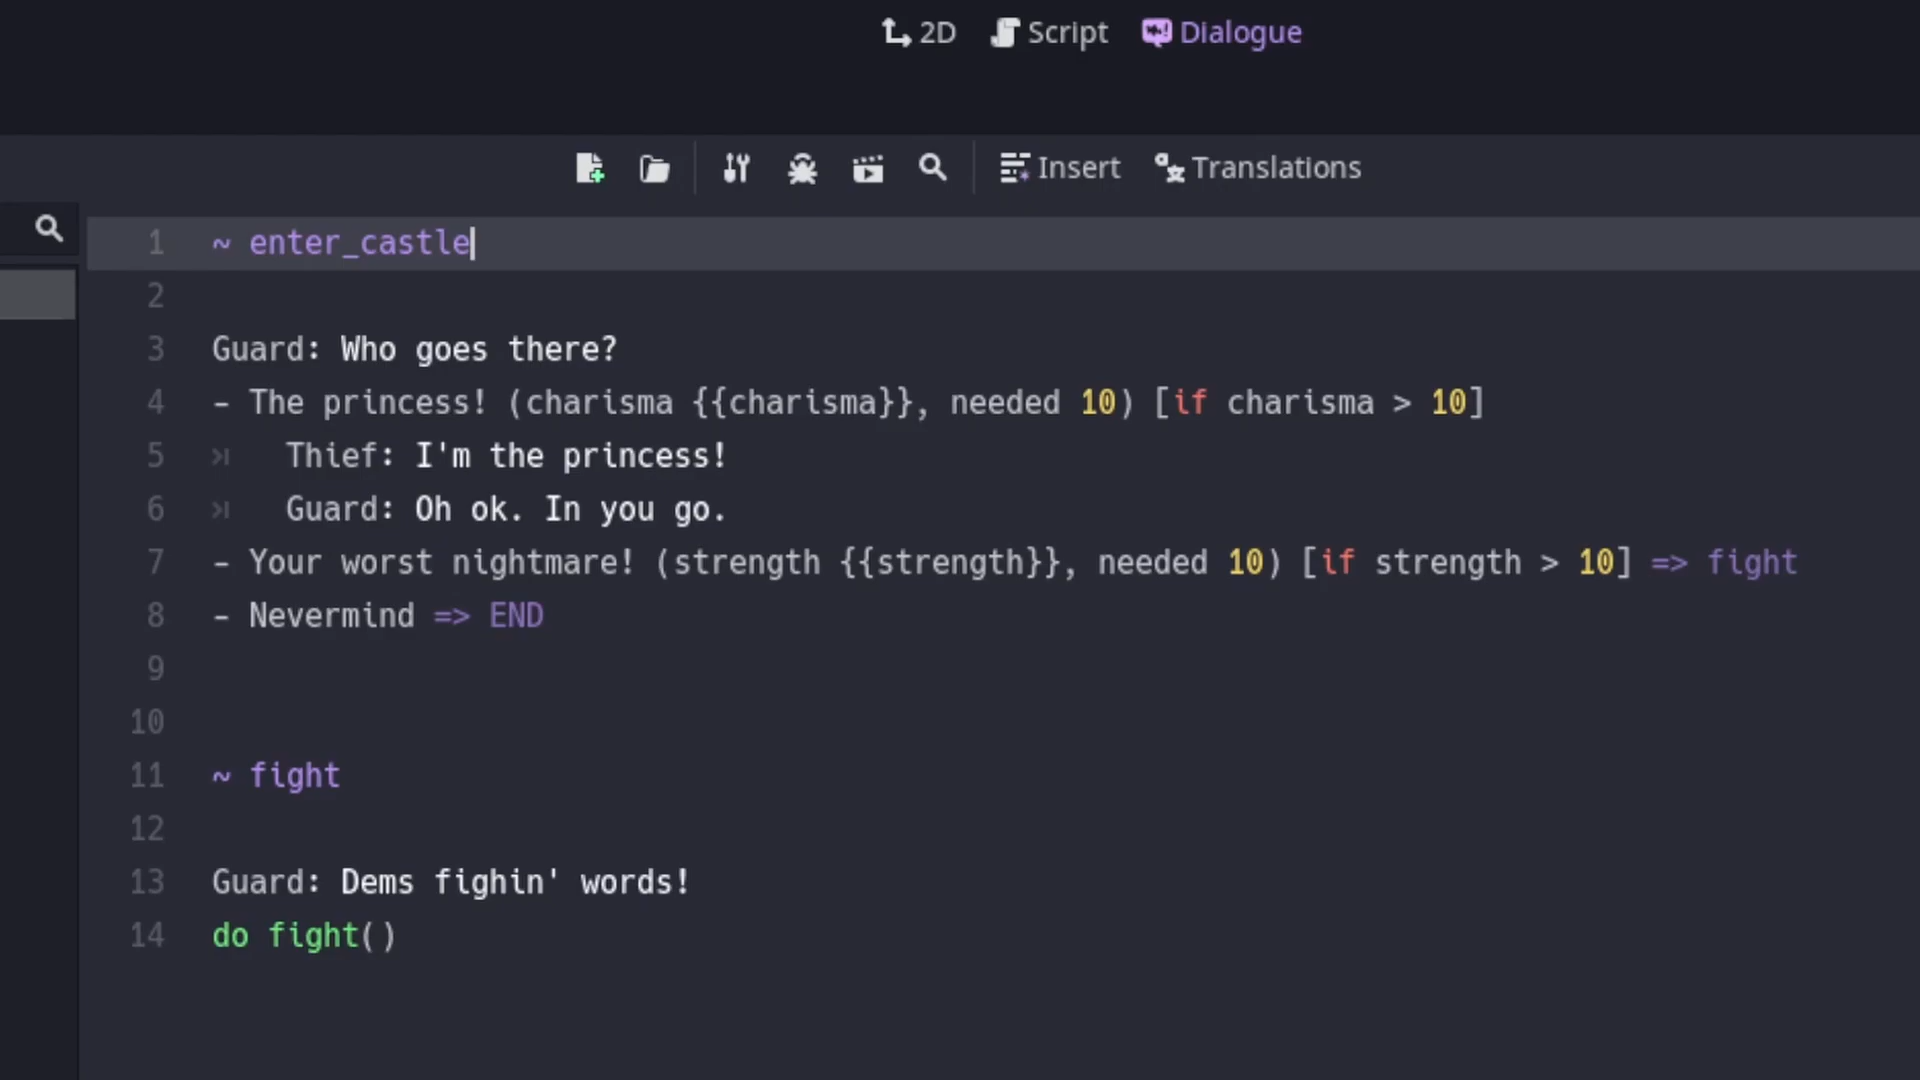 2D Script Dialogue
Insert Translations
1 ~ enter_castle
2
3 Guard: Who goes there?
4 - The princess! (charisma {{charisma}}, needed 10) [if charisma > 10]
5 Thief: I'm the princess!
6 Guard: Oh ok. In you go.
7 - Your worst nightmare! (strength {{strength}}, needed 10) [if strength > 10] => fight
8 - Nevermind => END
9
10
11 ~ fight
12
13 Guard: Dems fighin' words!
14 do fight()